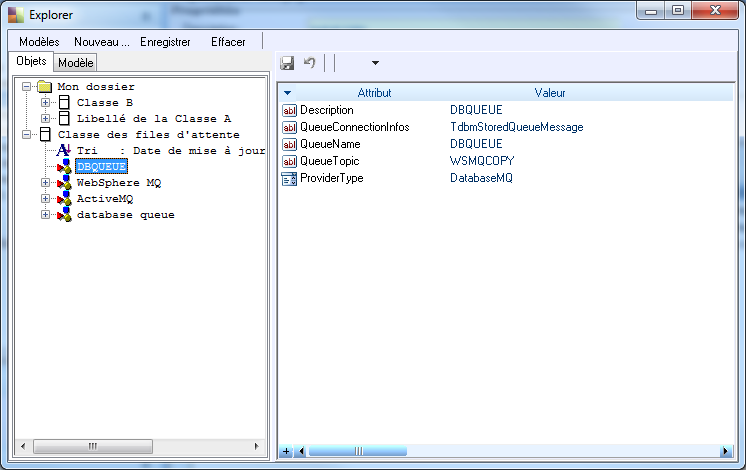 Explorer
Modèles Nouveau ... Enregistrer Effacer
Objets Modèle
Mon dossier
Classe B
Libellé de la Classe A
Classe des files d'attente
Tri : Date de mise à jour
DBQUEUE
WebSphere MQ
ActiveMQ
database queue
Attribut Valeur
Description DBQUEUE
QueueConnectionInfos TdbmStoredQueueMessage
QueueName DBQUEUE
QueueTopic WSMQCOPY
ProviderType DatabaseMQ